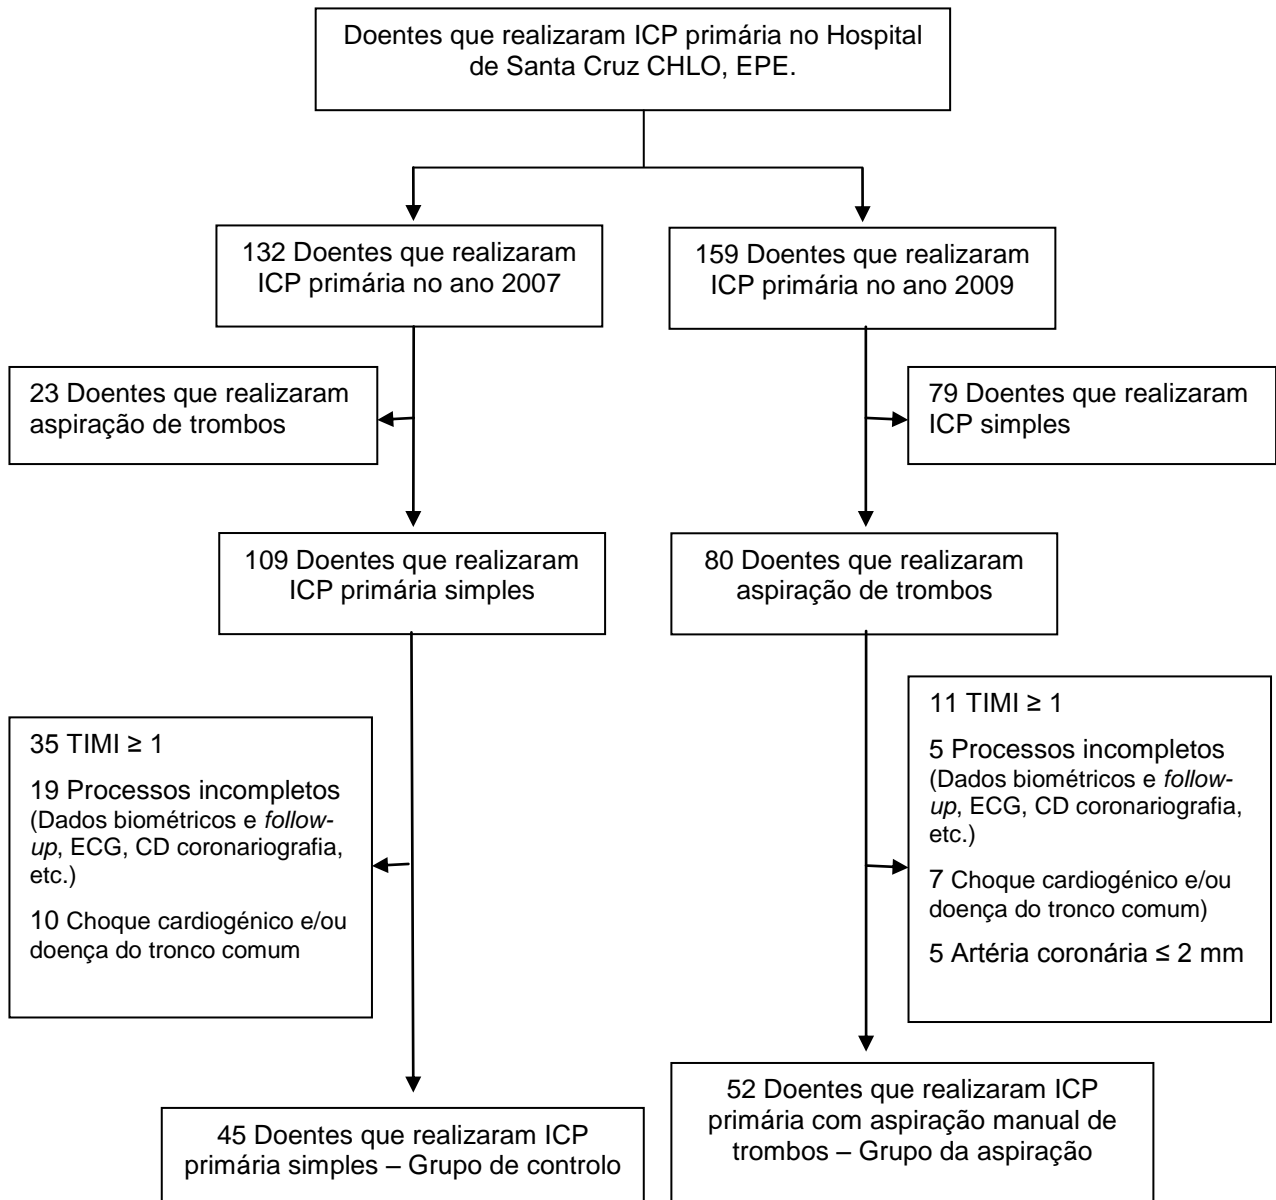 Doentes que realizaram ICP primária no Hospital
de Santa Cruz CHLO, EPE.
132 Doentes que realizaram
ICP primária no ano 2007
159 Doentes que realizaram
ICP primária no ano 2009
23 Doentes que realizaram
aspiração de trombos
79 Doentes que realizaram
ICP simples
109 Doentes que realizaram
ICP primária simples
80 Doentes que realizaram
aspiração de trombos
35 TIMI ≥ 1
19 Processos incompletos
(Dados biométricos e follow-
up, ECG, CD coronariografia,
etc.)
10 Choque cardiogénico e/ou
doença do tronco comum
11 TIMI ≥ 1
5 Processos incompletos
(Dados biométricos e follow-
up, ECG, CD coronariografia,
etc.)
7 Choque cardiogénico e/ou
doença do tronco comum)
5 Artéria coronária ≤ 2 mm
45 Doentes que realizaram ICP
primária simples – Grupo de controlo
52 Doentes que realizaram ICP
primária com aspiração manual de
trombos – Grupo da aspiração